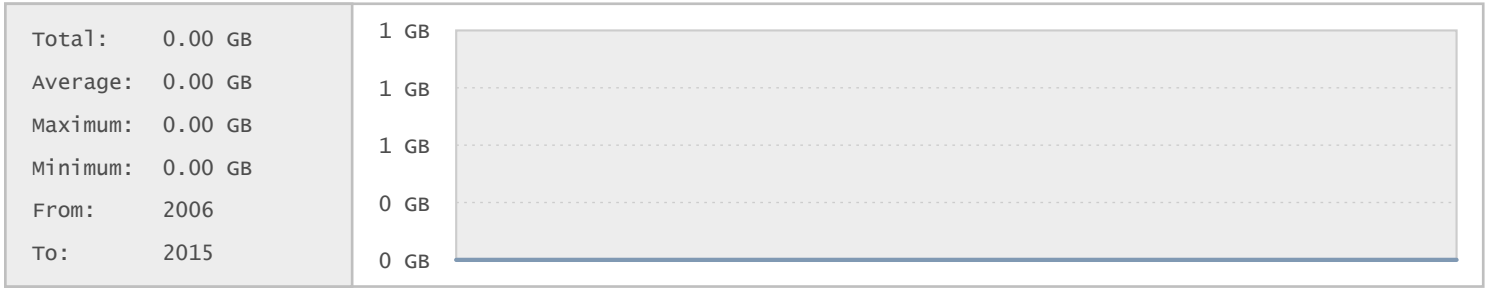 Total: 0.00 GB
Average: 0.00 GB
Maximum: 0.00 GB
Minimum: 0.00 GB
From: 2006
To: 2015
1 GB
1 GB
1 GB
0 GB
0 GB